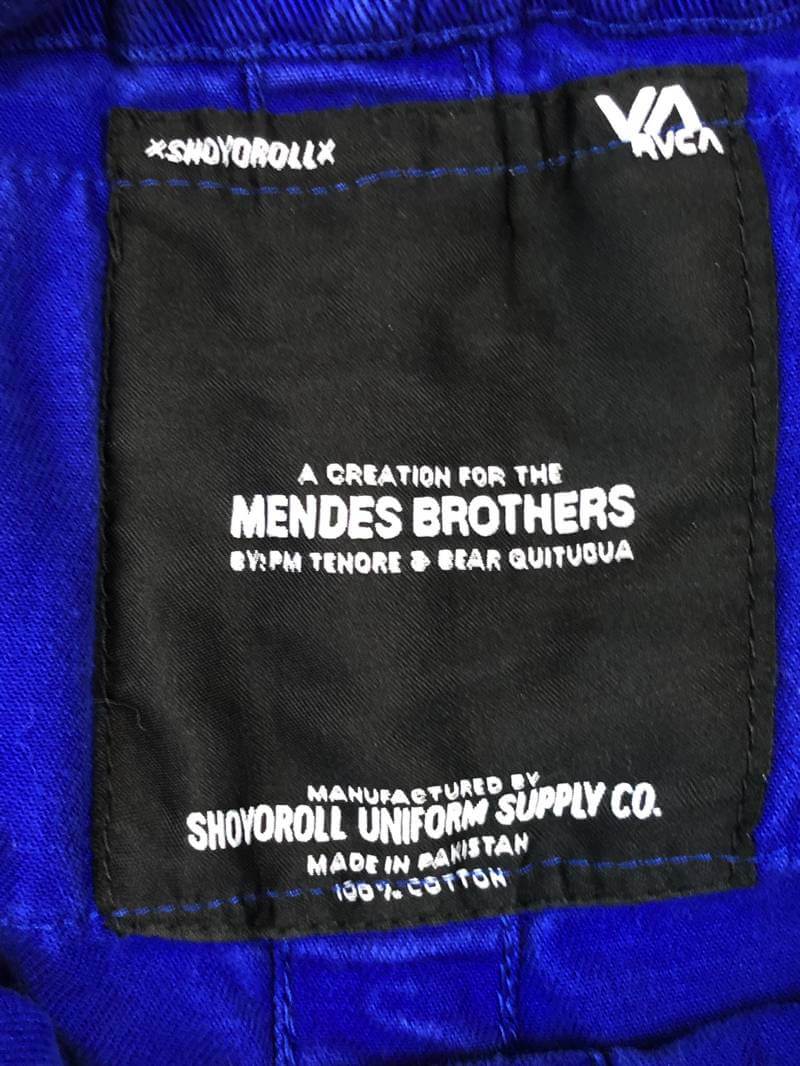 ×SHOYOROLL×
VA
RVCA
A CREATION FOR THE
MENDES BROTHERS
BY: PM TENORE & BEAR QUITUGUA
MANUFACTURED BY
SHOYOROLL UNIFORM SUPPLY CO.
MADE IN PAKISTAN
100% COTTON